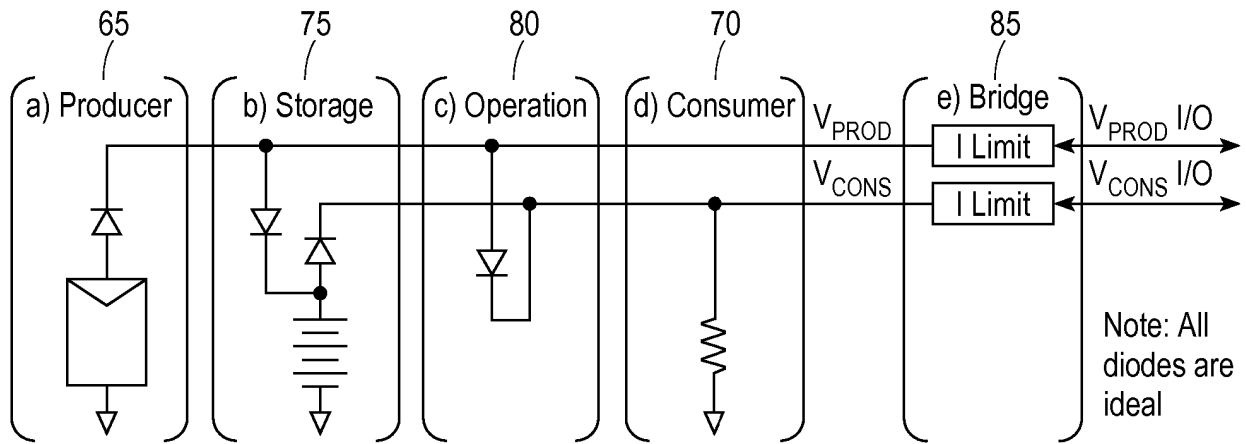 65
75
80
70
85
a) Producer
b) Storage
c) Operation
d) Consumer
e) Bridge
VPROD
I Limit
VPROD I/O
VCONS
I Limit
VCONS I/O
Note: All
diodes are
ideal